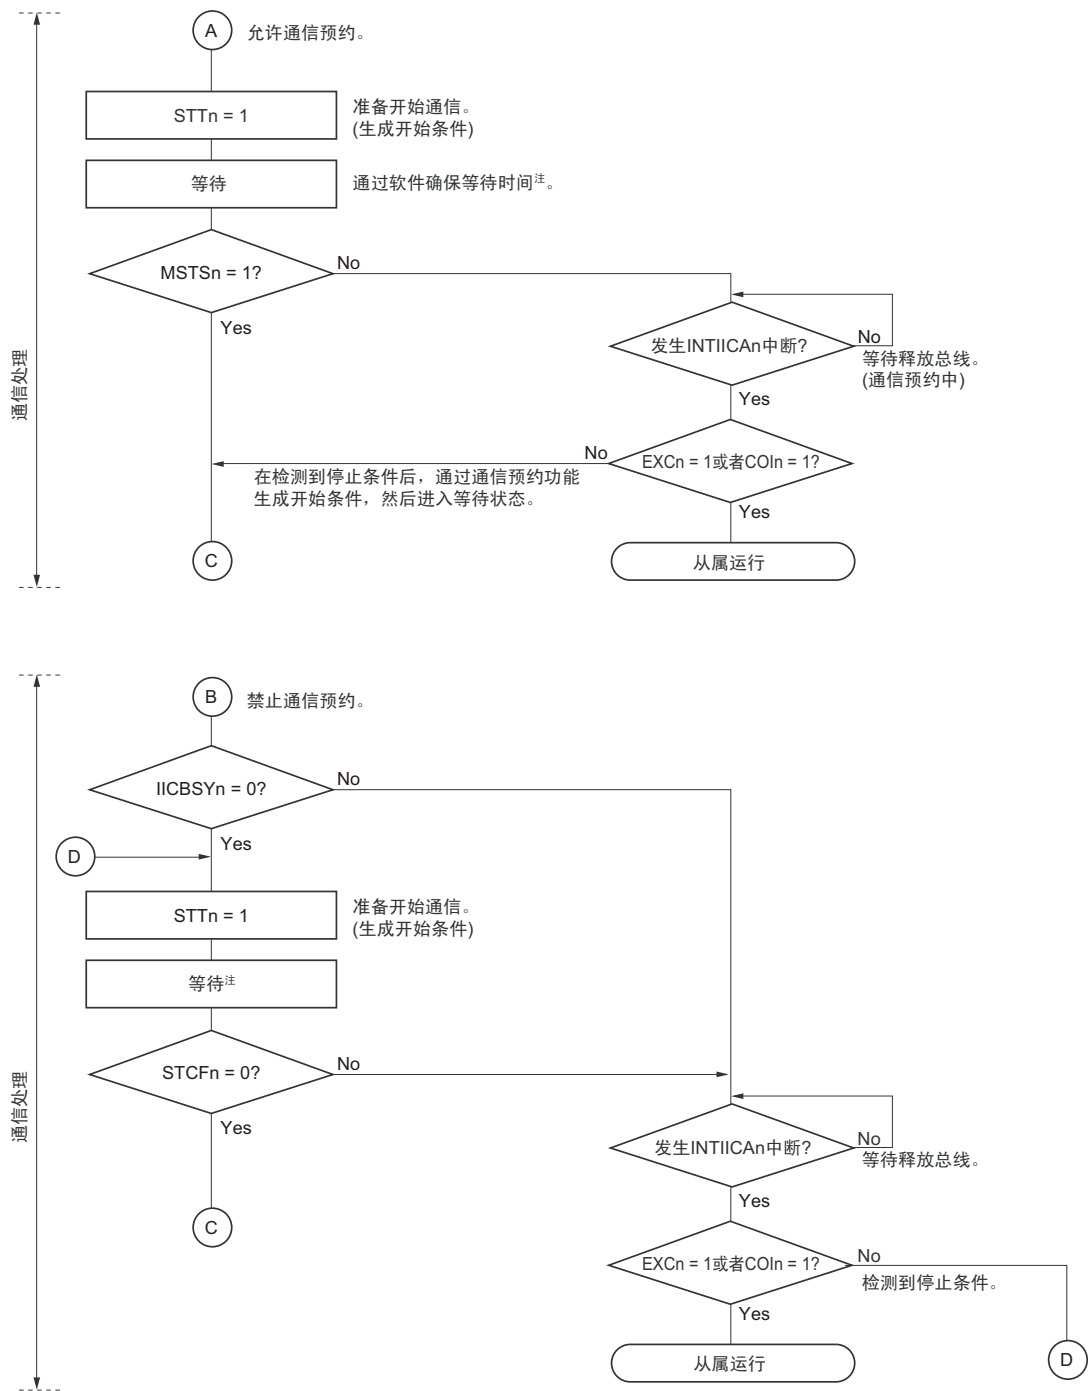 A
允许通信预约。
STTn = 1
准备开始通信。
(生成开始条件)
等待
通过软件确保等待时间注。
MSTSn = 1?
No
Yes
发生INTIICAn中断?
No
等待释放总线。
(通信预约中)
Yes
通信处理
EXCn = 1或者COIn = 1?
No
在检测到停止条件后，通过通信预约功能
生成开始条件，然后进入等待状态。
Yes
C
从属运行
B
禁止通信预约。
IICBSYn = 0?
No
Yes
D
STTn = 1
准备开始通信。
(生成开始条件)
等待注
STCFn = 0?
No
Yes
通信处理
发生INTIICAn中断?
No
等待释放总线。
Yes
C
EXCn = 1或者COIn = 1?
No
检测到停止条件。
Yes
从属运行
D